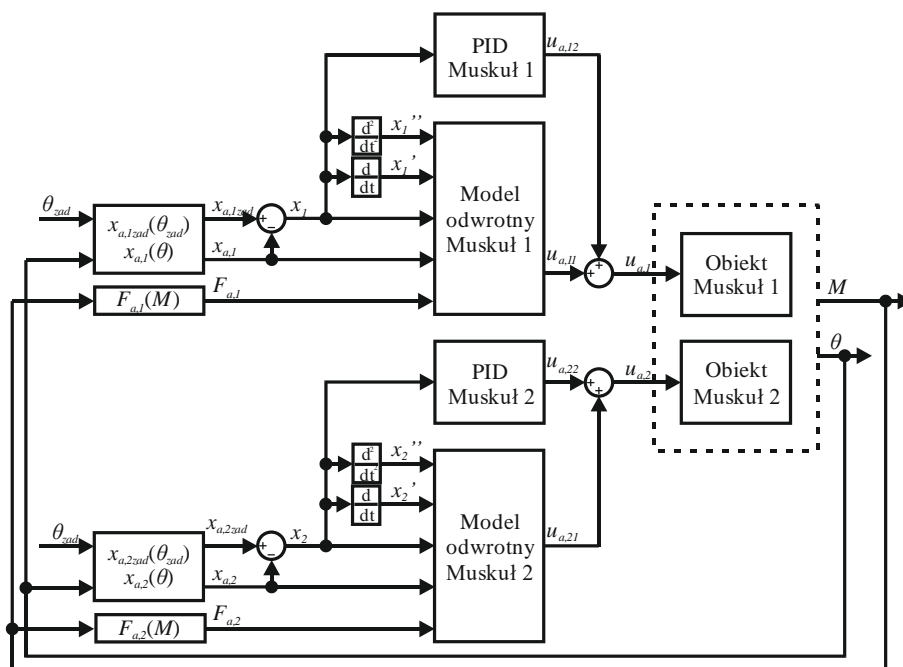 PID
Muskuł 1
u_{a,12}
d²
dt²
x_1’’
d
dt
x_1’
Model
odwrotny
Muskuł 1
θ_{zad}
x_{a,1zad}(θ_{zad})
x_{a,1}(θ)
x_{a,1zad}
+
−
x_1
x_{a,1}
F_{a,1}(M)
F_{a,1}
u_{a,11}
+
+
u_{a,1}
Obiekt
Muskuł 1
M
θ
PID
Muskuł 2
u_{a,22}
+
+
u_{a,2}
Obiekt
Muskuł 2
d²
dt²
x_2’’
d
dt
x_2’
Model
odwrotny
Muskuł 2
θ_{zad}
x_{a,2zad}(θ_{zad})
x_{a,2}(θ)
x_{a,2zad}
+
−
x_2
x_{a,2}
F_{a,2}(M)
F_{a,2}
u_{a,21}